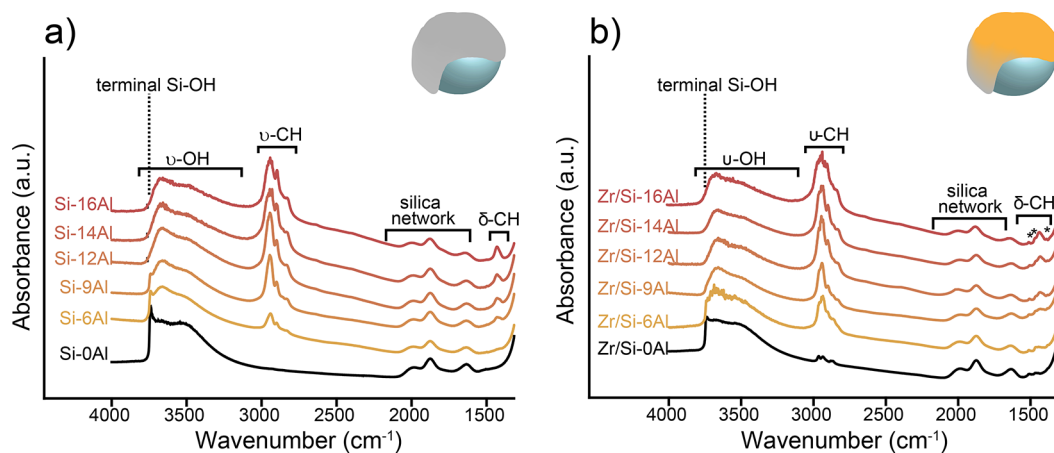 a)
terminal Si-OH
υ-OH
υ-CH
silica
network
δ-CH
Si-16Al
Si-14Al
Si-12Al
Si-9Al
Si-6Al
Si-0Al
Absorbance (a.u.)
4000 3500 3000 2500 2000 1500
Wavenumber (cm⁻¹)
b)
terminal Si-OH
υ-OH
υ-CH
silica
network
δ-CH
* * *
Zr/Si-16Al
Zr/Si-14Al
Zr/Si-12Al
Zr/Si-9Al
Zr/Si-6Al
Zr/Si-0Al
Absorbance (a.u.)
4000 3500 3000 2500 2000 1500
Wavenumber (cm⁻¹)